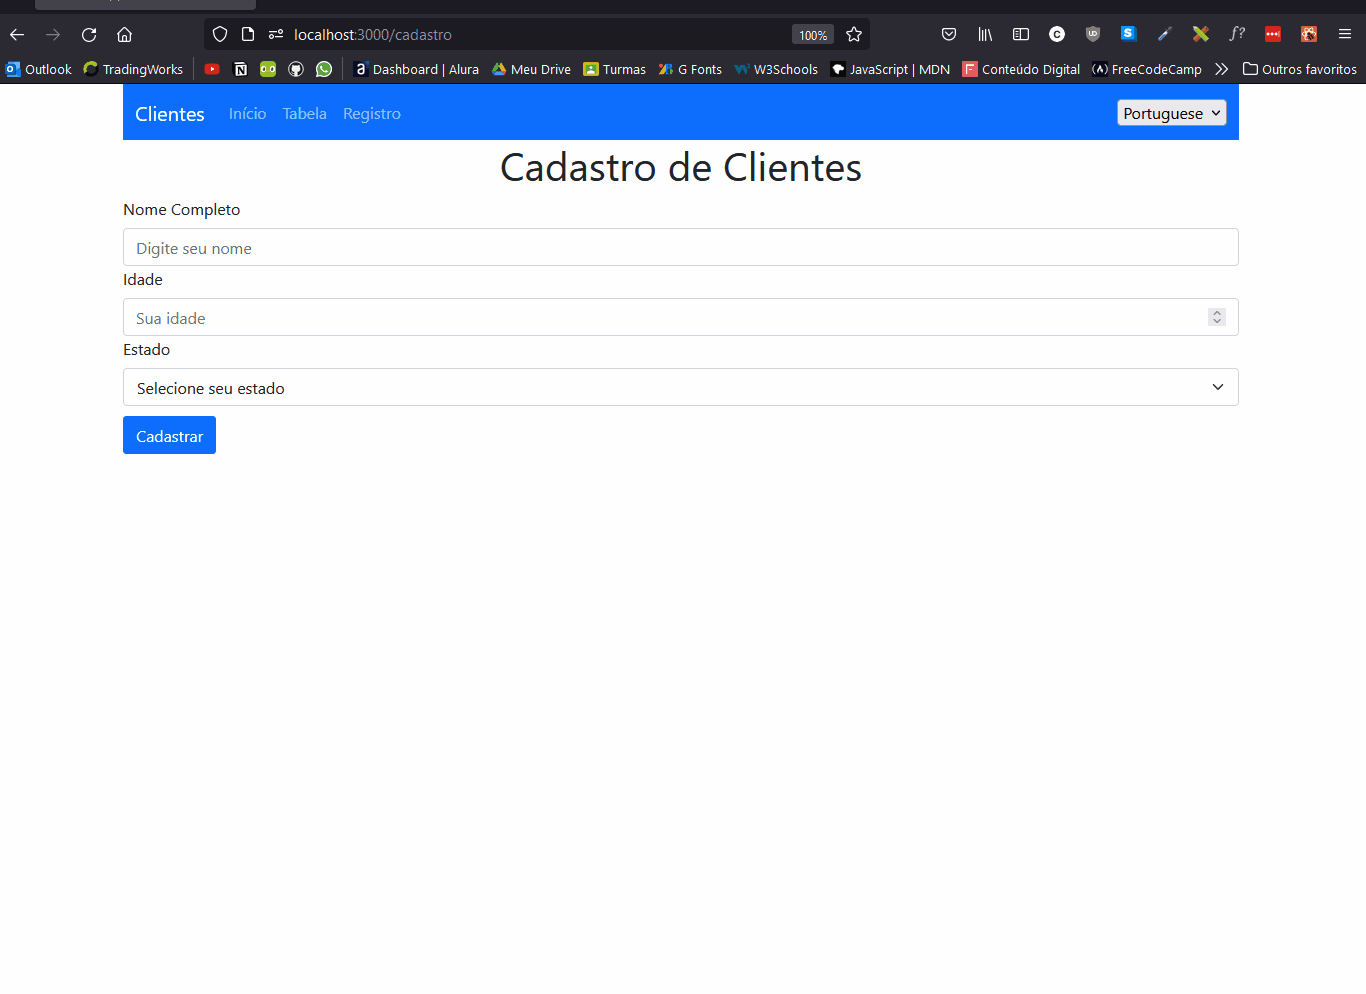 localhost:3000/cadastro 100%
Outlook TradingWorks Dashboard | Alura Meu Drive Turmas G Fonts W3Schools JavaScript | MDN Conteúdo Digital FreeCodeCamp Outros favoritos
Clientes Início Tabela Registro Portuguese
Cadastro de Clientes
Nome Completo
Digite seu nome
Idade
Sua idade
Estado
Selecione seu estado
Cadastrar